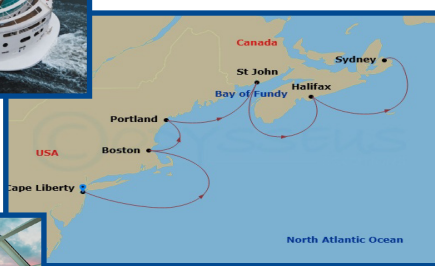 Canada
Sydney
St John
Halifax
Bay of Fundy
Portland
Boston
USA
Cape Liberty
North Atlantic Ocean